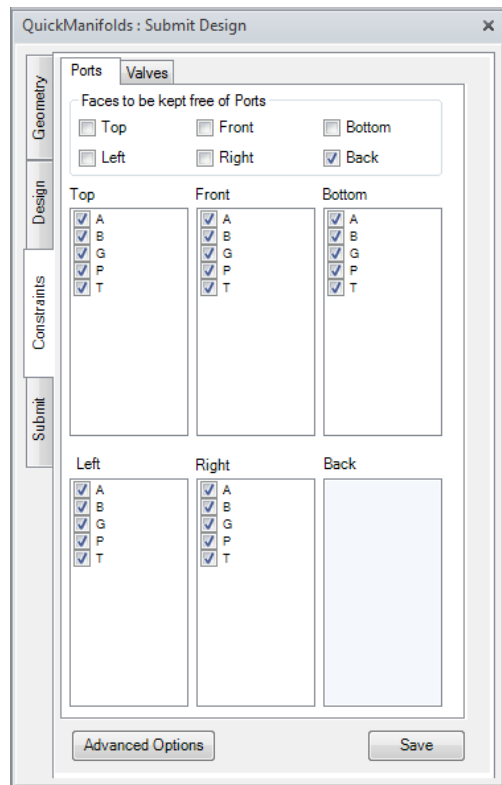 QuickManifolds : Submit Design
Geometry
Design
Constraints
Submit
Ports Valves
Faces to be kept free of Ports
Top Front Bottom
Left Right Back
Top Front Bottom
A A A
B B B
G G G
P P P
T T T
Left Right Back
A A
B B
G G
P P
T T
Advanced Options Save